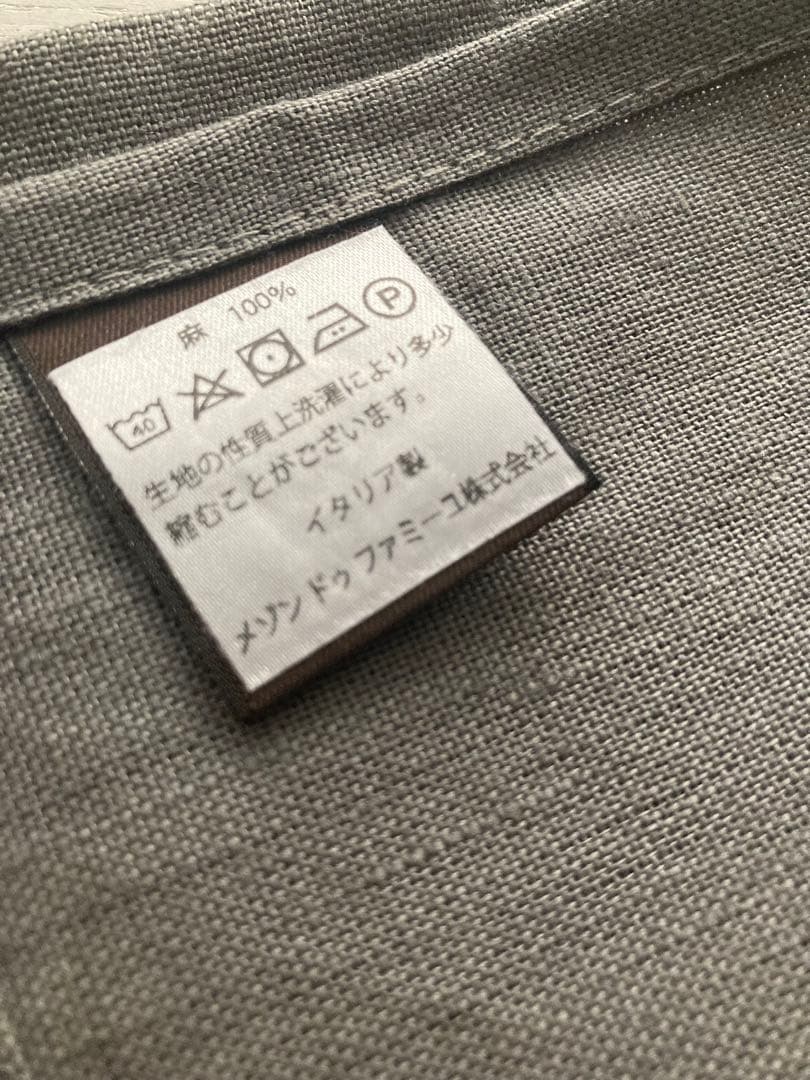 麻 100%
40 P
生地の性質上洗濯により多少
縮むことがございます。
イタリア製
メゾン ドゥ ファミーユ株式会社